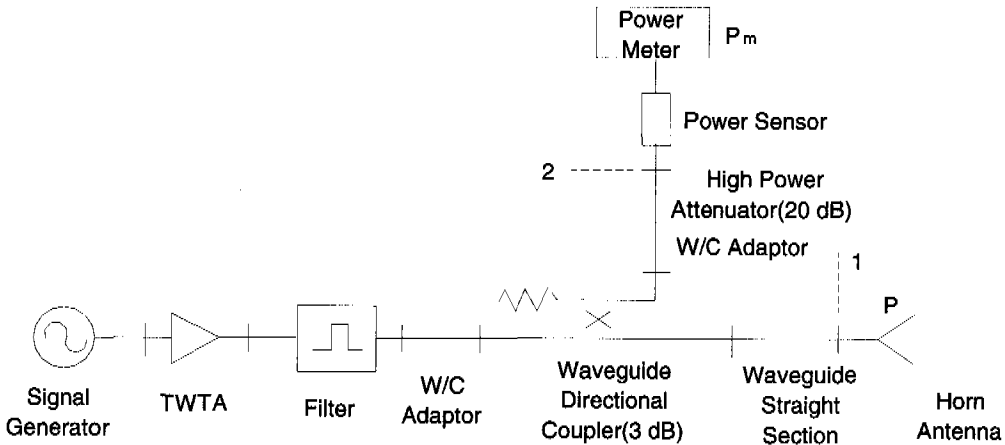 Power
Meter
Pm
Power Sensor
2
High Power
Attenuator(20 dB)
W/C Adaptor
1
P
Signal
Generator
TWTA
Filter
W/C
Adaptor
Waveguide
Directional
Coupler(3 dB)
Waveguide
Straight
Section
Horn
Antenna